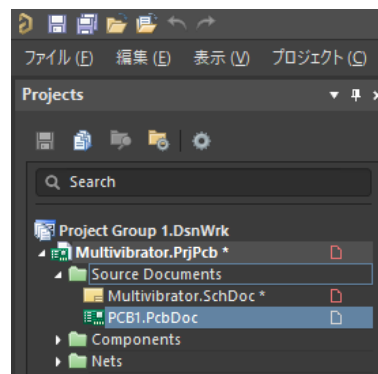 ファイル (F) 編集 (E) 表示 (V) プロジェクト (C)
Projects
Search
Project Group 1.DsnWrk
Multivibrator.PrjPcb *
Source Documents
Multivibrator.SchDoc *
PCB1.PcbDoc
Components
Nets